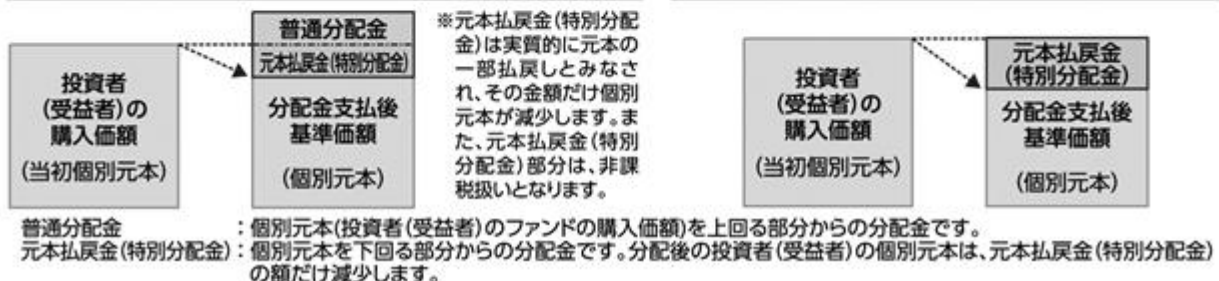 投資者
(受益者)の
購入価額
(当初個別元本)
普通分配金
元本払戻金(特別分配金)
分配金支払後
基準価額
(個別元本)
※元本払戻金(特別分配
金)は実質的に元本の
一部払戻しとみなさ
れ、その金額だけ個別
元本が減少します。ま
た、元本払戻金(特別
分配金)部分は、非課
税扱いとなります。
投資者
(受益者)の
購入価額
(当初個別元本)
元本払戻金
(特別分配金)
分配金支払後
基準価額
(個別元本)
普通分配金 :個別元本(投資者(受益者)のファンドの購入価額)を上回る部分からの分配金です。
元本払戻金(特別分配金):個別元本を下回る部分からの分配金です。分配後の投資者(受益者)の個別元本は、元本払戻金(特別分配金)
の額だけ減少します。